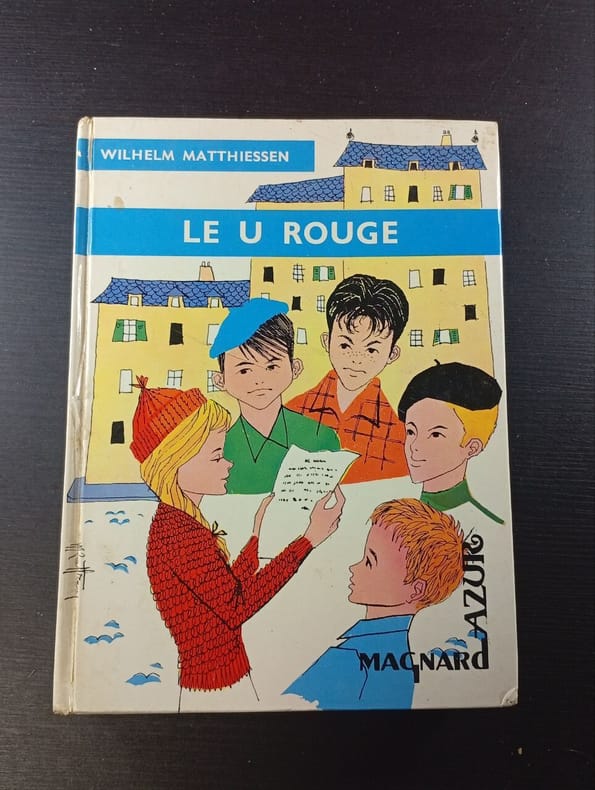 WILHELM MATTHIESSEN
LE U ROUGE
AZUR
MAGNARD